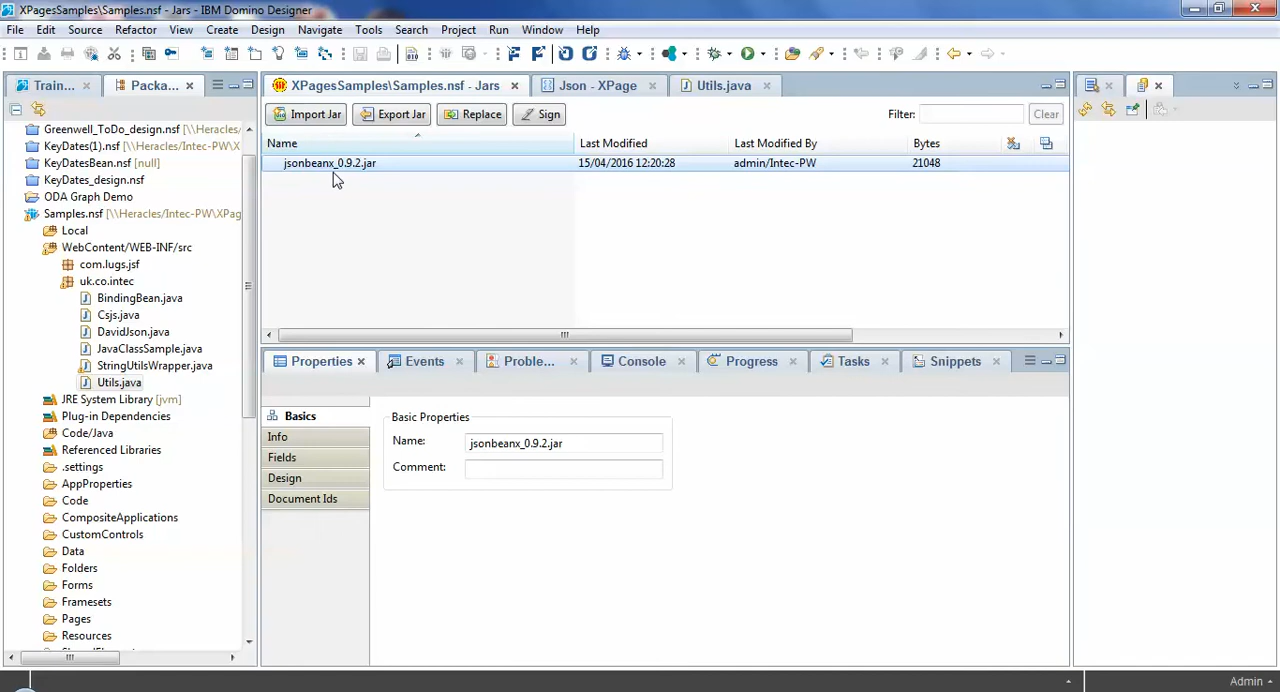 XPagesSamples\Samples.nsf - Jars - IBM Domino Designer
File Edit Source Refactor View Create Design Navigate Tools Search Project Run Window Help
Train... Packa... XPagesSamples\Samples.nsf - Jars Json - XPage Utils.java
Import Jar Export Jar Replace Sign Filter: Clear
Name Last Modified Last Modified By Bytes
jsonbeanx_0.9.2.jar 15/04/2016 12:20:28 admin/Intec-PW 21048
Greenwell_ToDo_design.nsf [\\Heracles/
KeyDates(1).nsf [\\Heracles/Intec-PW\X
KeyDatesBean.nsf [null]
KeyDates_design.nsf
ODA Graph Demo
Samples.nsf [\\Heracles/Intec-PW\XPag
Local
WebContent/WEB-INF/src
com.lugs.jsf
uk.co.intec
BindingBean.java
Csjs.java
DavidJson.java
JavaClassSample.java
StringUtilsWrapper.java
Utils.java
JRE System Library [jvm]
Plug-in Dependencies
Code/Java
Referenced Libraries
.settings
AppProperties
Code
CompositeApplications
CustomControls
Data
Folders
Forms
Framesets
Pages
Resources
Properties Events Proble... Console Progress Tasks Snippets
Basics
Info
Fields
Design
Document Ids
Basic Properties
Name: jsonbeanx_0.9.2.jar
Comment:
Admin